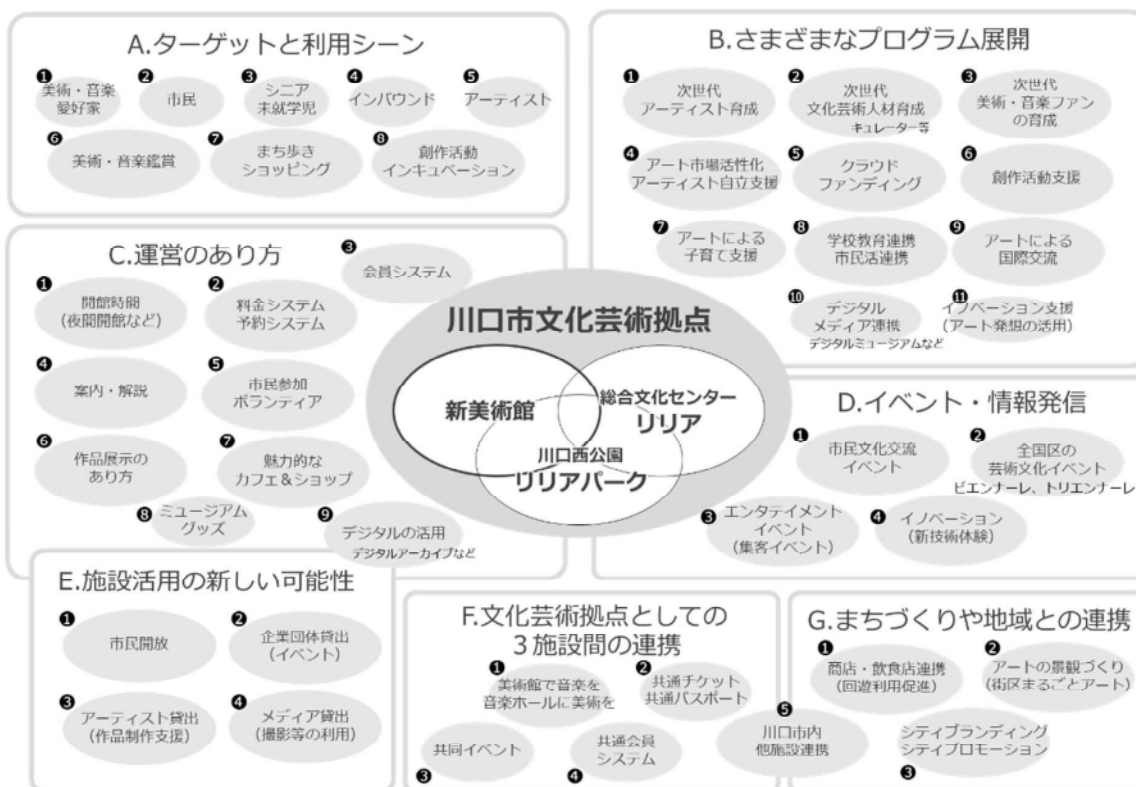 A.ターゲットと利用シーン
❶
美術・音楽
愛好家
❷
市民
❸
シニア
未就学児
❹
インバウンド
❺
アーティスト
❻
美術・音楽鑑賞
❼
まち歩き
ショッピング
❽
創作活動
インキュベーション
B.さまざまなプログラム展開
❶
次世代
アーティスト育成
❷
次世代
文化芸術人材育成
キュレーター等
❸
次世代
美術・音楽ファン
の育成
❹
アート市場活性化
アーティスト自立支援
❺
クラウド
ファンディング
❻
創作活動支援
❼
アートによる
子育て支援
❽
学校教育連携
市民活連携
❾
アートによる
国際交流
❿
デジタル
メディア連携
デジタルミュージアムなど
⓫
イノベーション支援
(アート発想の活用)
C.運営のあり方
❶
開館時間
(夜間開館など)
❷
料金システム
予約システム
❸
会員システム
❹
案内・解説
❺
市民参加
ボランティア
❻
作品展示の
あり方
❼
魅力的な
カフェ&ショップ
❽
ミュージアム
グッズ
❾
デジタルの活用
デジタルアーカイブなど
川口市文化芸術拠点
新美術館
総合文化センター
リリア
川口西公園
リリアパーク
D.イベント・情報発信
❶
市民文化交流
イベント
❷
全国区の
芸術文化イベント
ビエンナーレ、トリエンナーレ
❸
エンタテイメント
イベント
(集客イベント)
❹
イノベーション
(新技術体験)
E.施設活用の新しい可能性
❶
市民開放
❷
企業団体貸出
(イベント)
❸
アーティスト貸出
(作品制作支援)
❹
メディア貸出
(撮影等の利用)
F.文化芸術拠点としての
3施設間の連携
❶
美術館で音楽を
音楽ホールに美術を
❷
共通チケット
共通パスポート
❸
共同イベント
❹
共通会員
システム
❺
川口市内
他施設連携
G.まちづくりや地域との連携
❶
商店・飲食店連携
(回遊利用促進)
❷
アートの景観づくり
(街区まるごとアート)
❸
シティブランディング
シティプロモーション